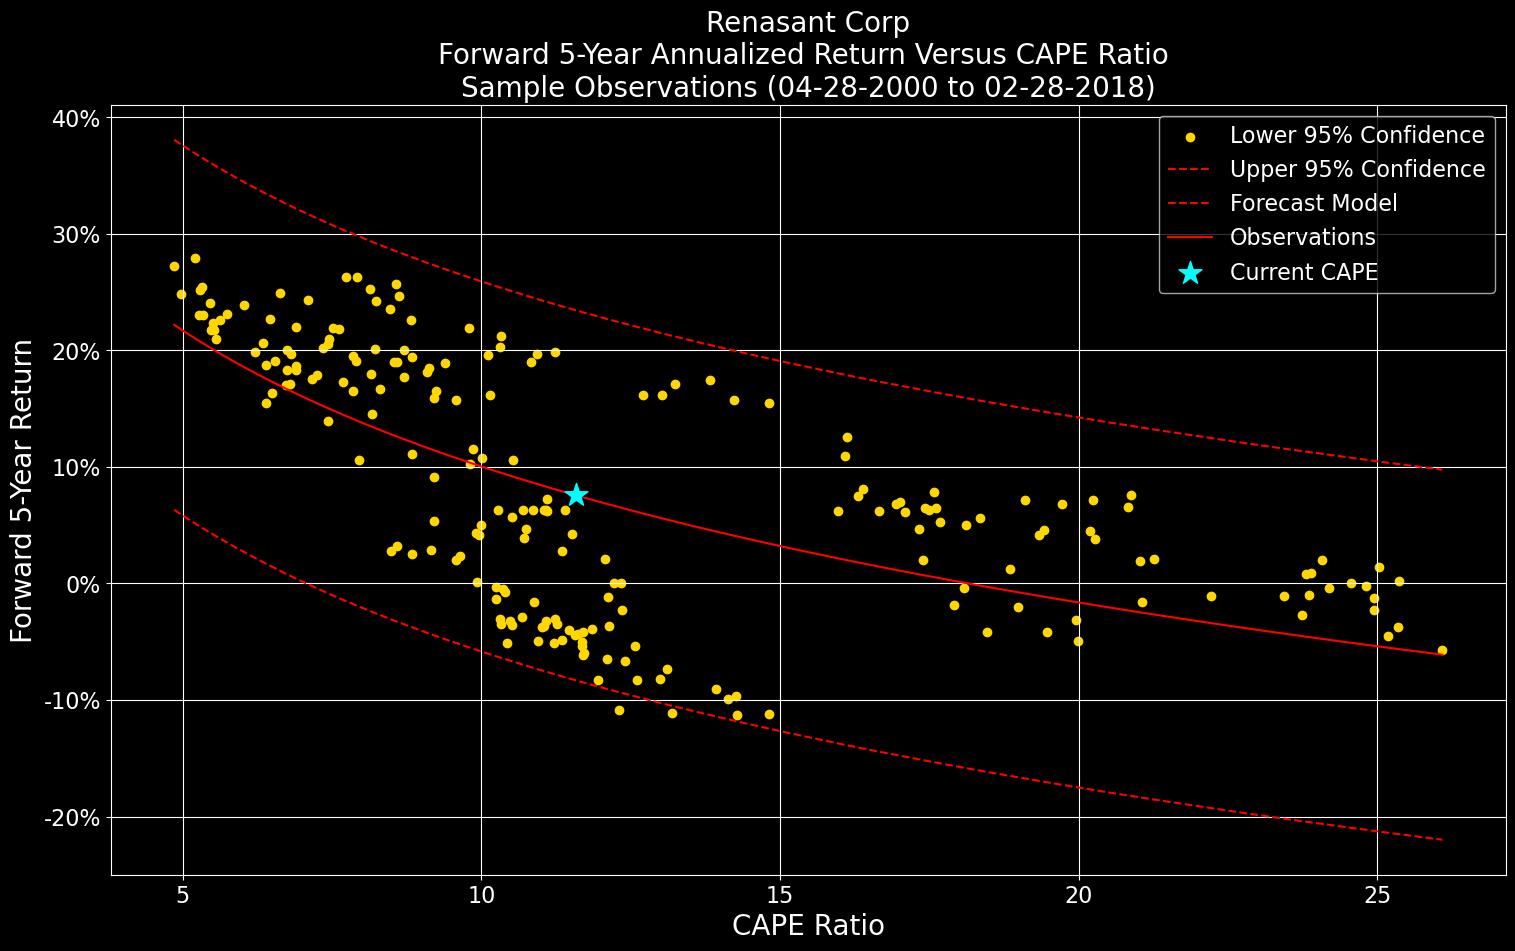 Renasant Corp
Forward 5-Year Annualized Return Versus CAPE Ratio
Sample Observations (04-28-2000 to 02-28-2018)
40%
30%
20%
10%
0%
-10%
-20%
Forward 5-Year Return
Lower 95% Confidence
Upper 95% Confidence
Forecast Model
Observations
Current CAPE
5
10
15
20
25
CAPE Ratio